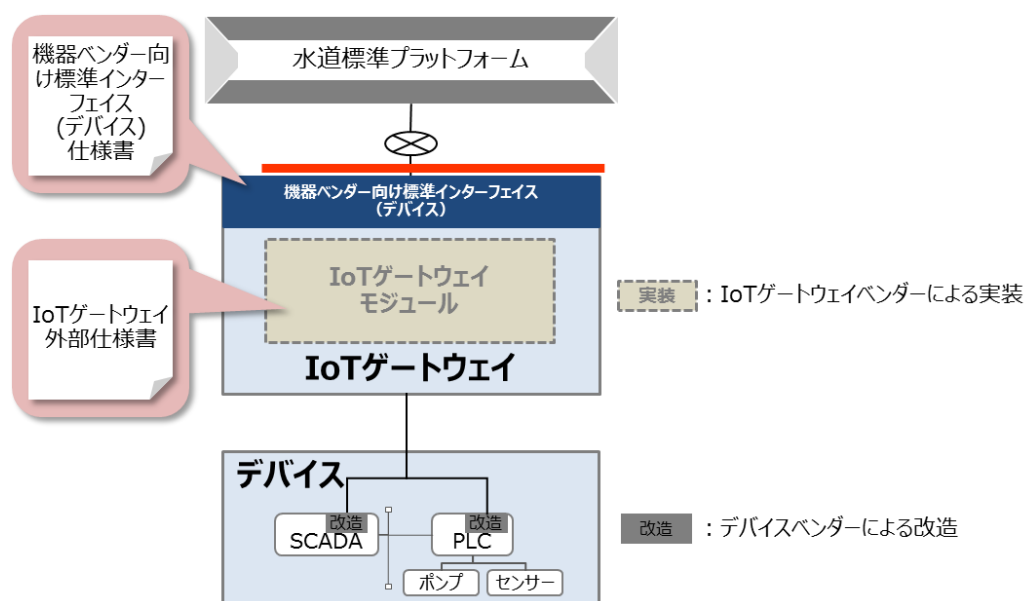 水道標準プラットフォーム
機器ベンダー向
け標準インター
フェイス
(デバイス)
仕様書
機器ベンダー向け標準インターフェイス
(デバイス)
IoTゲートウェイ
モジュール
IoTゲートウェイ
IoTゲートウェイ
外部仕様書
実装
：IoTゲートウェイベンダーによる実装
デバイス
改造
SCADA
改造
PLC
ポンプ
センサー
改造
：デバイスベンダーによる改造